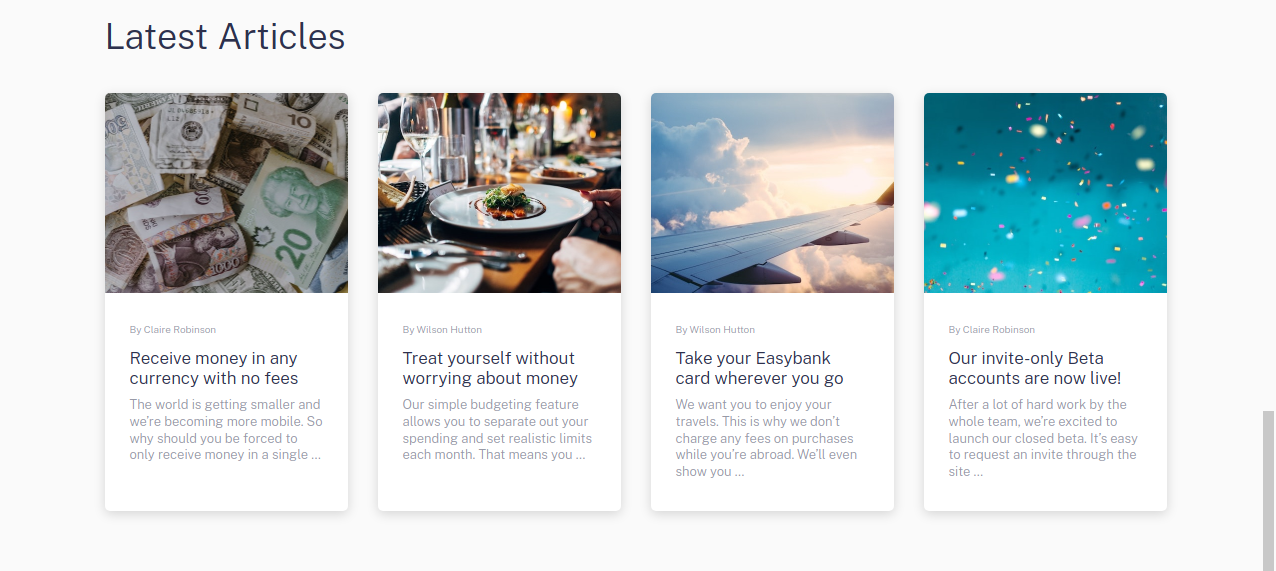 Latest Articles
10
20
1000
By Claire Robinson
Receive money in any
currency with no fees
The world is getting smaller and
we're becoming more mobile. So
why should you be forced to
only receive money in a single ...
By Wilson Hutton
Treat yourself without
worrying about money
Our simple budgeting feature
allows you to separate out your
spending and set realistic limits
each month. That means you ...
By Wilson Hutton
Take your Easybank
card wherever you go
We want you to enjoy your
travels. This is why we don't
charge any fees on purchases
while you're abroad. We'll even
show you ...
By Claire Robinson
Our invite-only Beta
accounts are now live!
After a lot of hard work by the
whole team, we're excited to
launch our closed beta. It's easy
to request an invite through the
site ...